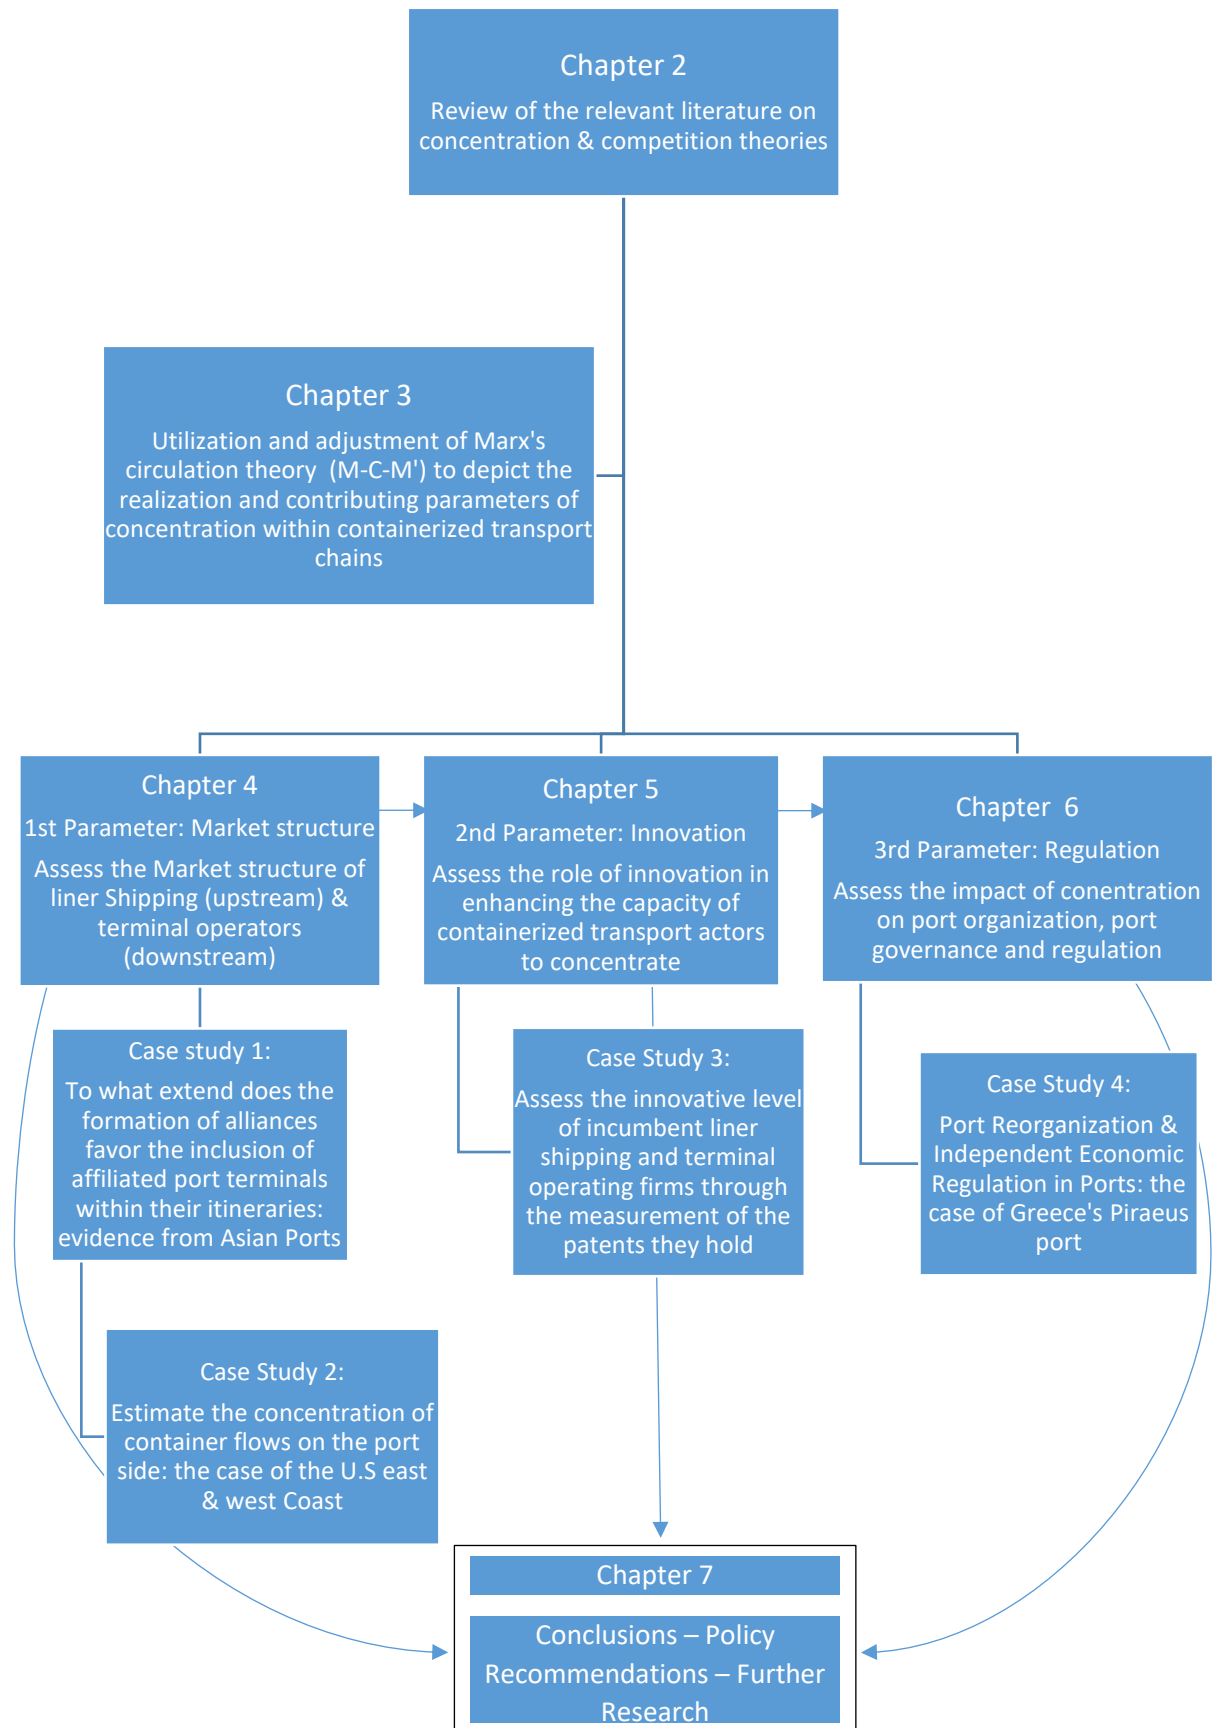 Chapter 2
Review of the relevant literature on
concentration & competition theories
Chapter 3
Utilization and adjustment of Marx's
circulation theory  (M-C-M') to depict the
realization and contributing parameters of
concentration within containerized transport
chains
Chapter 4
1st Parameter: Market structure
Assess the Market structure of
liner Shipping (upstream) &
terminal operators
(downstream)
Chapter 5
2nd Parameter: Innovation
Assess the role of innovation in
enhancing the capacity of
containerized transport actors
to concentrate
Chapter  6
3rd Parameter: Regulation
Assess the impact of conentration
on port organization, port
governance and regulation
Case study 1:
To what extend does the
formation of alliances
favor the inclusion of
affiliated port terminals
within their itineraries:
evidence from Asian Ports
Case Study 3:
Assess the innovative level
of incumbent liner
shipping and terminal
operating firms through
the measurement of the
patents they hold
Case Study 4:
Port Reorganization &
Independent Economic
Regulation in Ports: the
case of Greece's Piraeus
port
Case Study 2:
Estimate the concentration of
container flows on the port
side: the case of the U.S east
& west Coast
Chapter 7
Conclusions – Policy
Recommendations – Further
Research